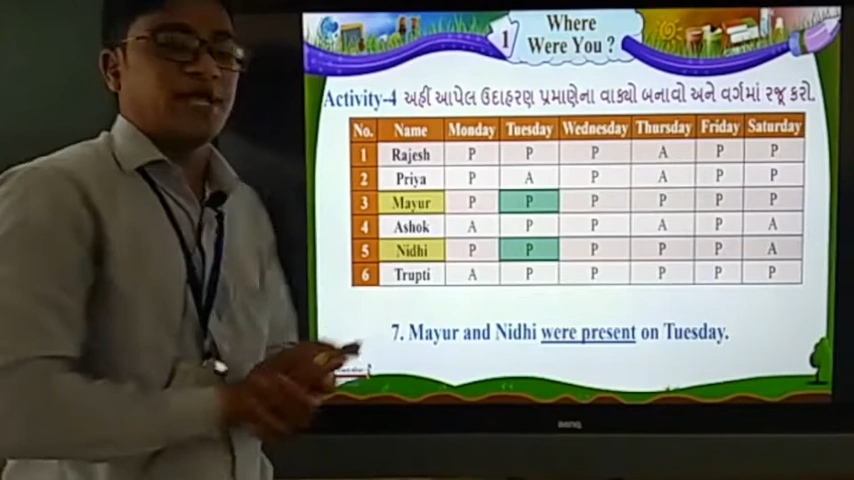 1
Where
Were You ?
Activity-4 અહીં આપેલ ઉદાહરણ પ્રમાણેના વાક્યો બનાવો અને વર્ગમાં રજૂ કરો.
No. Name Monday Tuesday Wednesday Thursday Friday Saturday
1 Rajesh P P P A P P
2 Priya P A P A P P
3 Mayur P P P P P P
4 Ashok A P P A P A
5 Nidhi P P P P P A
6 Trupti A P P P P P
7. Mayur and Nidhi were present on Tuesday.
BenQ